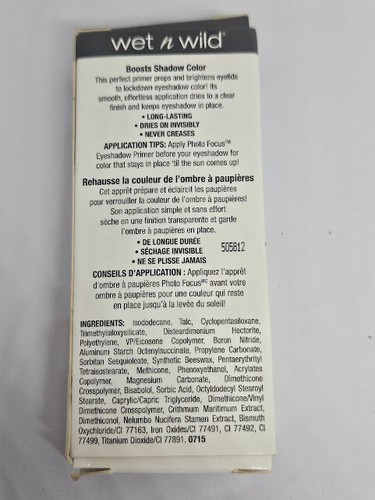 wet n wild®
Boosts Shadow Color
This perfect primer preps and brightens eyelids
to lockdown eyeshadow color! Its
smooth, effortless application dries to a clear
finish and keeps eyeshadow in place.
• LONG-LASTING
• DRIES ON INVISIBLY
• NEVER CREASES
APPLICATION TIPS: Apply Photo Focus™
Eyeshadow Primer before your eyeshadow for
color that stays in place 'til the sun comes up!
Rehausse la couleur de l'ombre à paupières
Cet apprêt prépare et éclaircit les paupières
pour verrouiller la couleur de l'ombre à paupières!
Son application simple et sans effort
sèche en une finition transparente et garde
l'ombre à paupières en place.
• DE LONGUE DURÉE
• SÉCHAGE INVISIBLE
• NE SE PLISSE JAMAIS
505812
CONSEILS D'APPLICATION : Appliquez l'apprêt
d'ombre à paupières Photo Focusᴹᶜ avant votre
ombre à paupières pour une couleur qui reste
en place jusqu'à la levée du soleil!
INGREDIENTS: Isododecane, Talc, Cyclopentasiloxane,
Trimethylsiloxysilicate, Disteardimonium Hectorite,
Polyethylene, VP/Eicosene Copolymer, Boron Nitride,
Aluminum Starch Octenylsuccinate, Propylene Carbonate,
Sorbitan Sesquioleate, Synthetic Beeswax, Pentaerythrityl
Tetraisostearate, Methicone, Phenoxyethanol, Acrylates
Copolymer, Magnesium Carbonate, Dimethicone
Crosspolymer, Bisabolol, Sorbic Acid, Octyldodecyl Stearoyl
Stearate, Caprylic/Capric Triglyceride, Dimethicone/Vinyl
Dimethicone Crosspolymer, Crithmum Maritimum Extract,
Dimethiconol, Nelumbo Nucifera Stamen Extract, Bismuth
Oxychloride/CI 77163, Iron Oxides/CI 77491, CI 77492, CI
77499, Titanium Dioxide/CI 77891. 0715